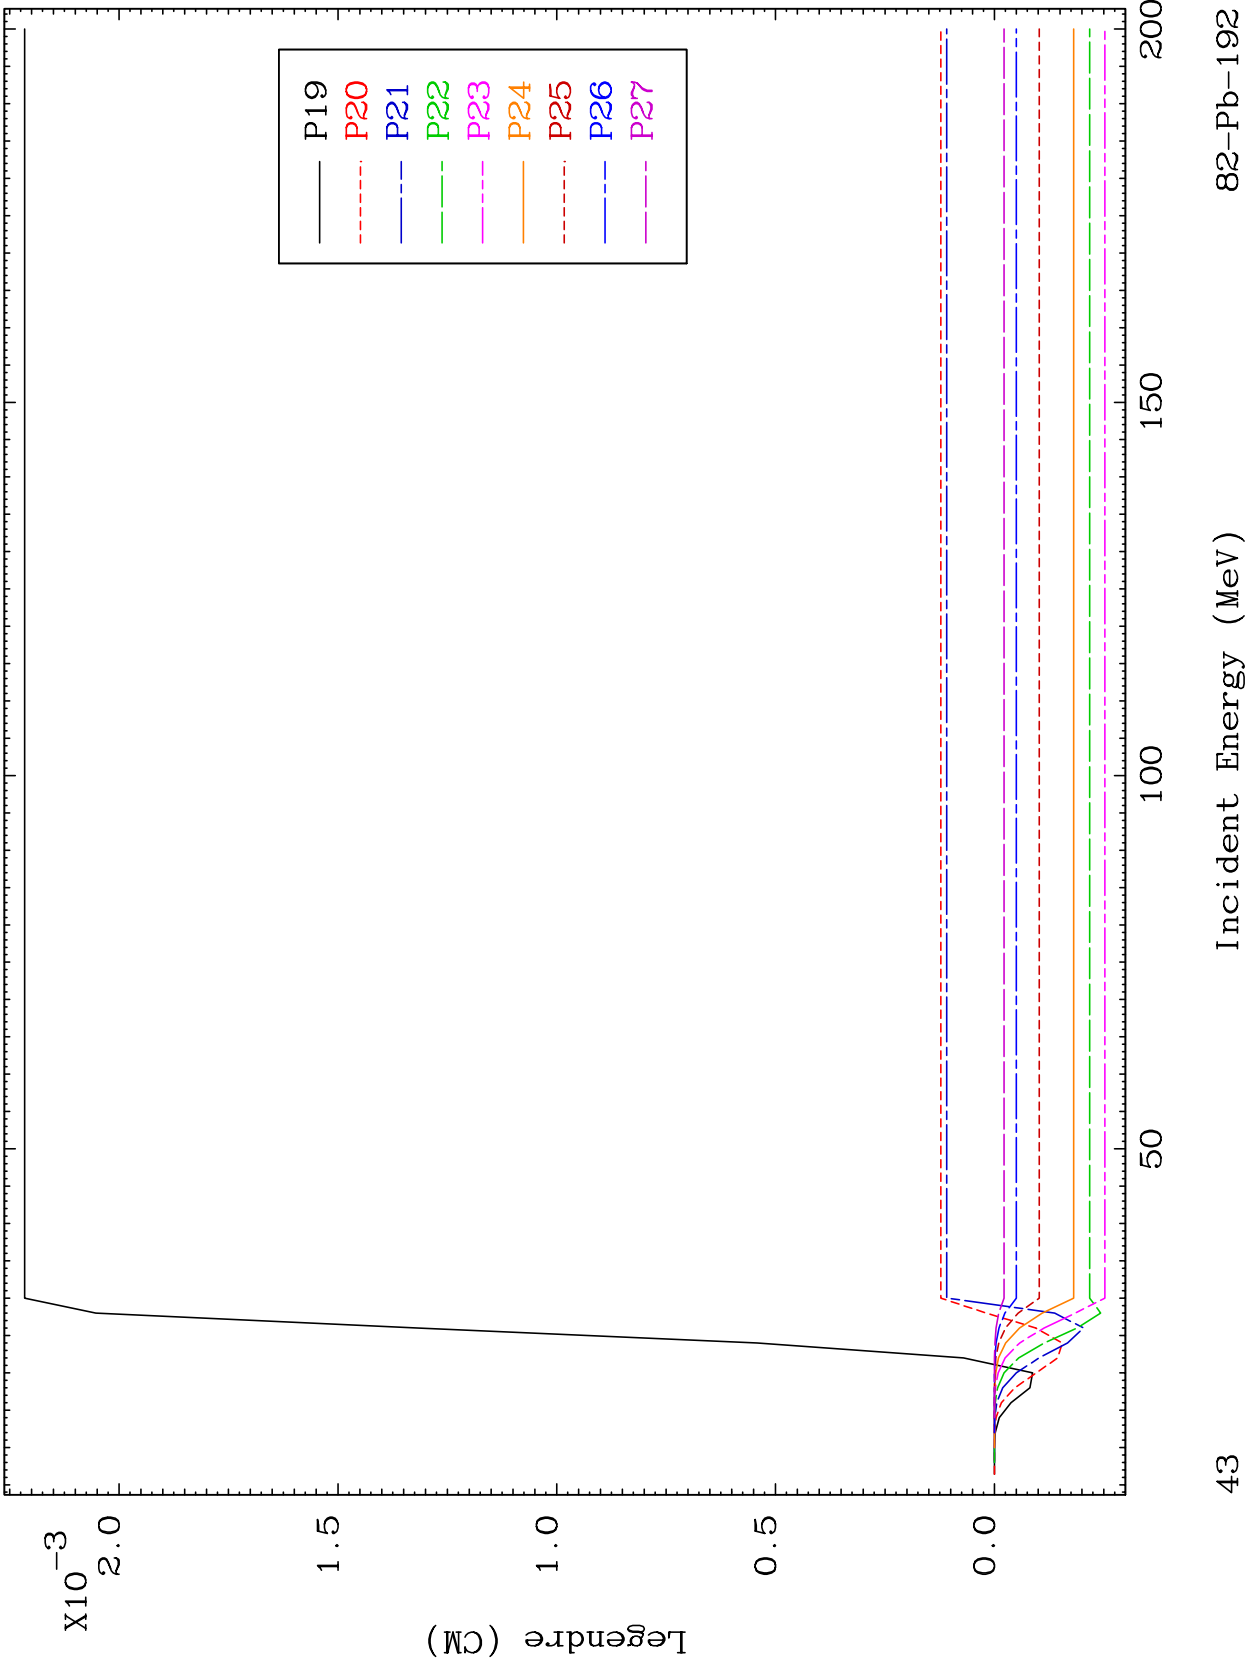 X10-3
2.0
1.5
1.0
0.5
0.0
Legendre (CM)
P19
P20
P21
P22
P23
P24
P25
P26
P27
50
100
150
200
Incident Energy (MeV)
43
82-Pb-192